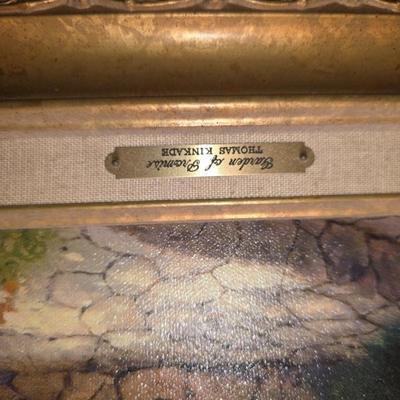 Garden of Promise
THOMAS KINKADE